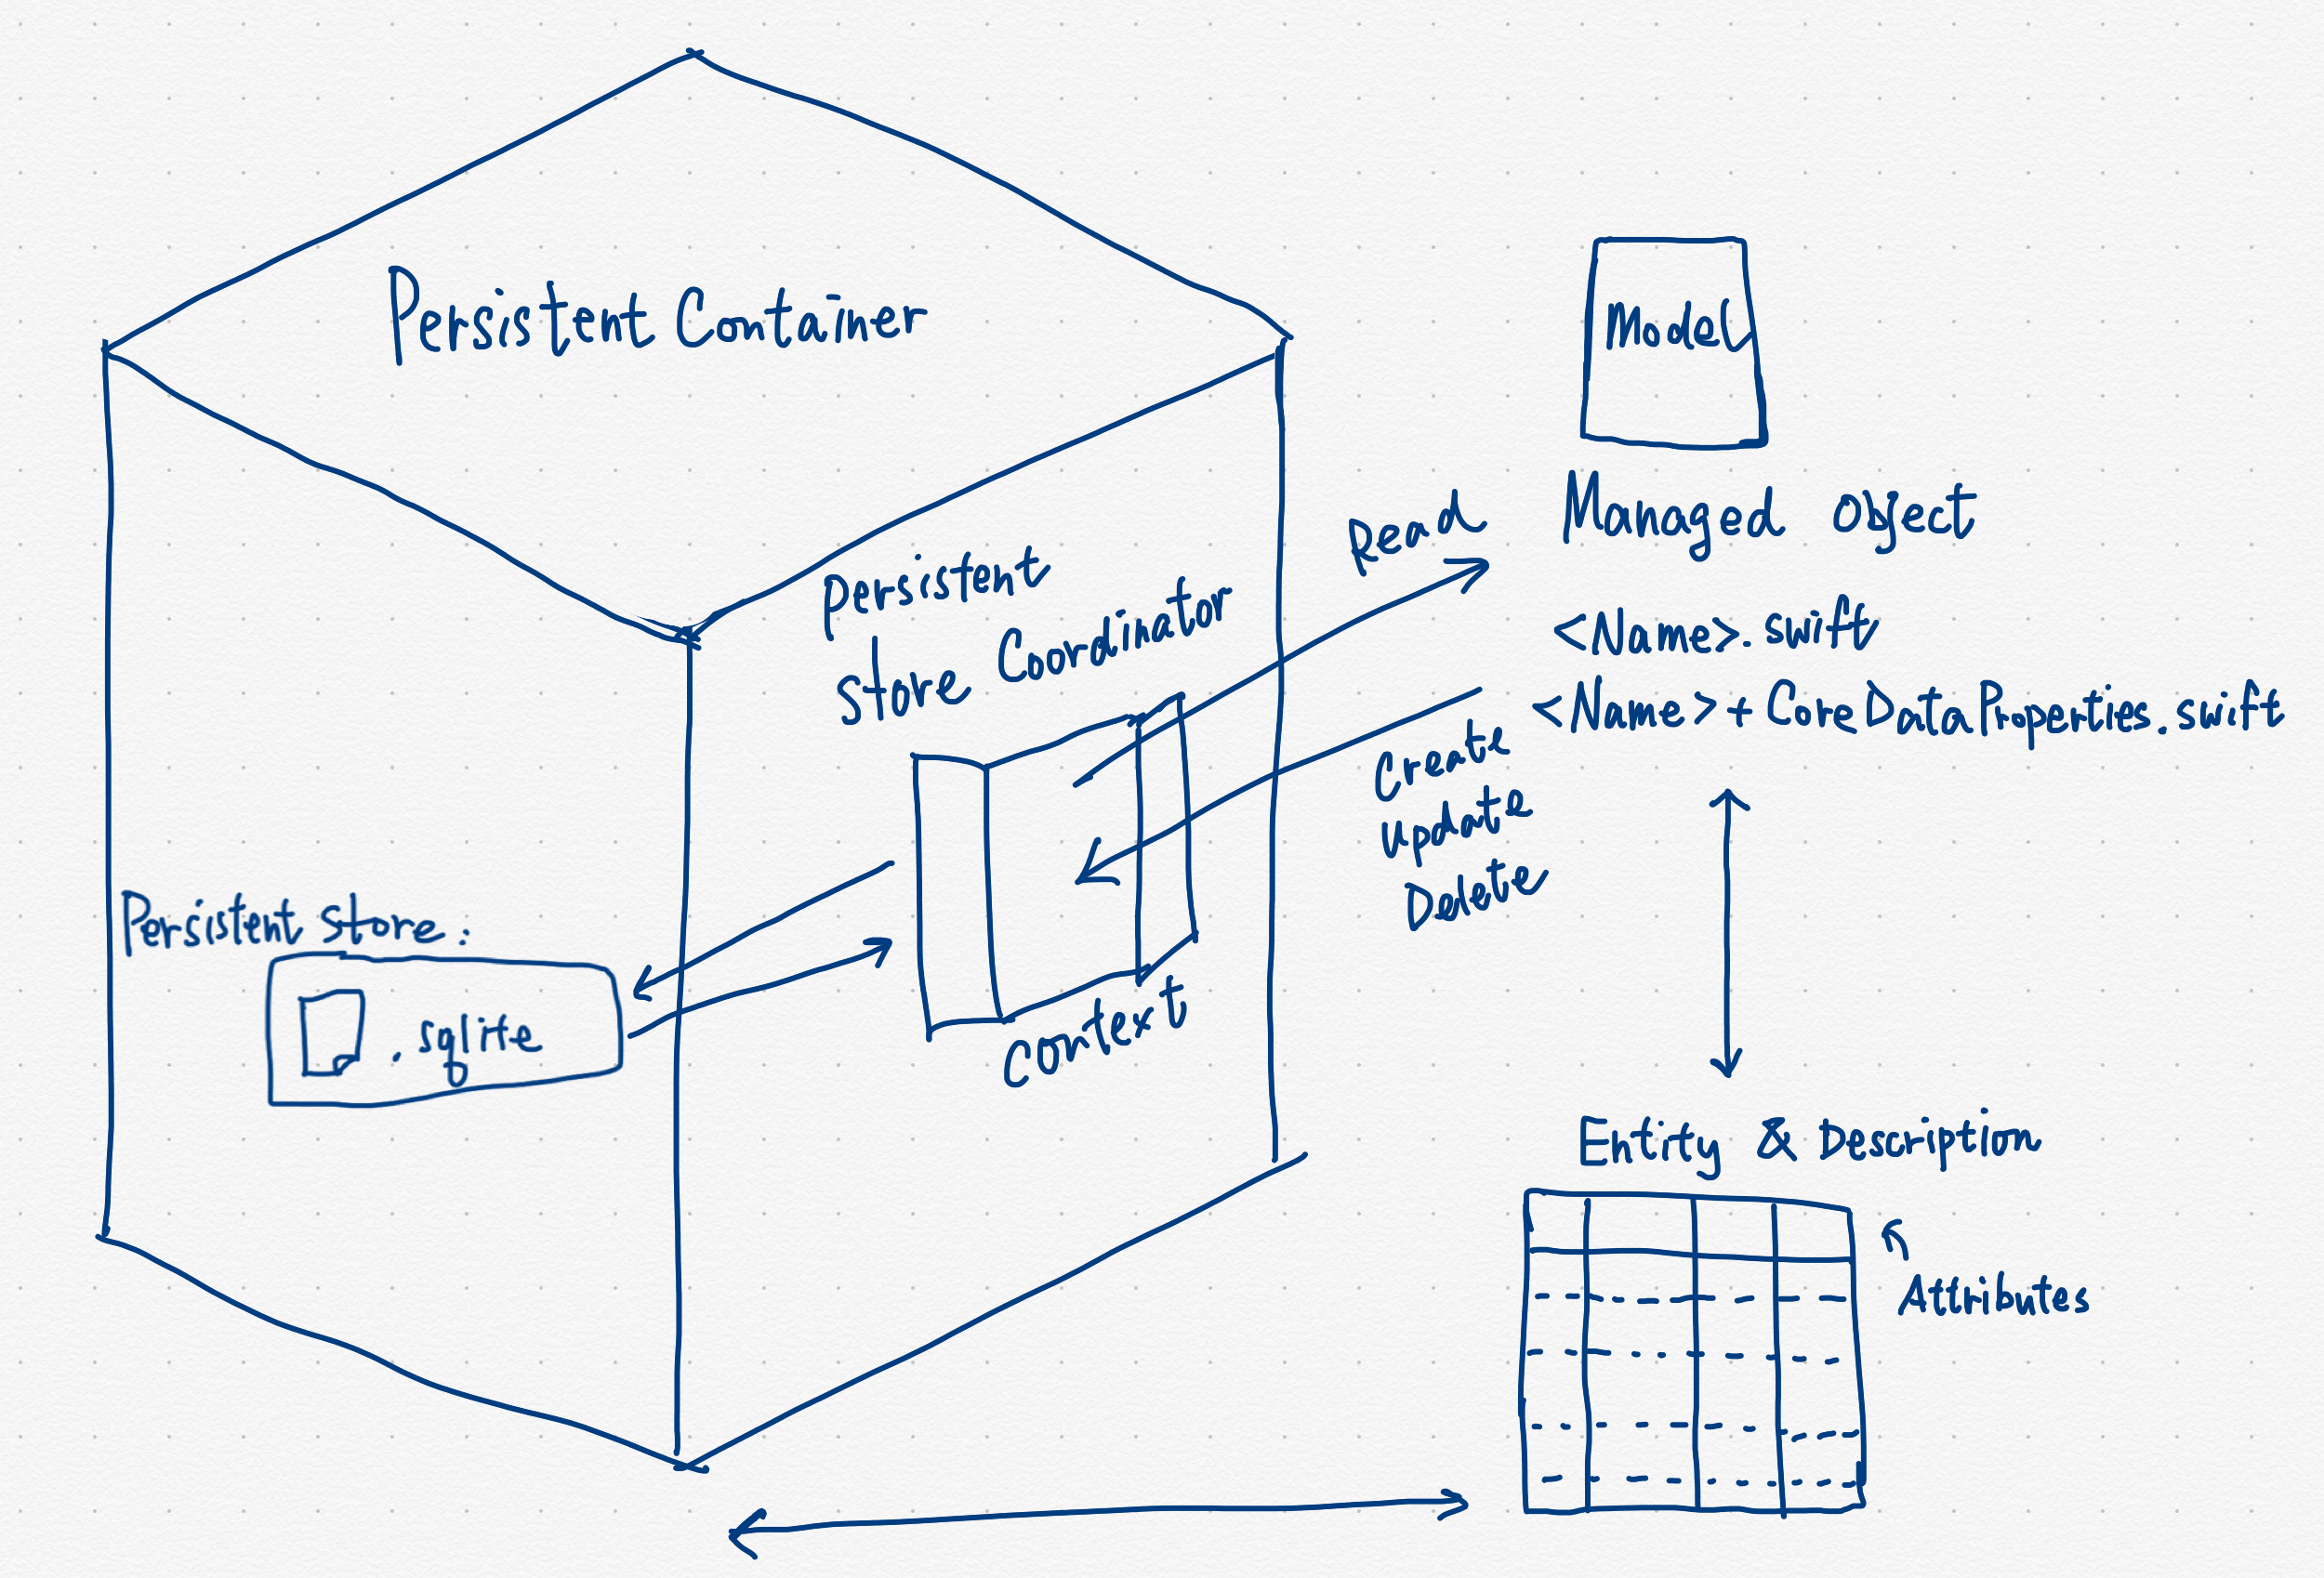 Persistent Container
Model
Managed Object
<Name>.swift
<Name>+CoreDataProperties.swift
Read
Persistent
Store Coordinator
Create
Update
Delete
Context
Persistent Store.
.sqlite
Entity & Description
Attributes